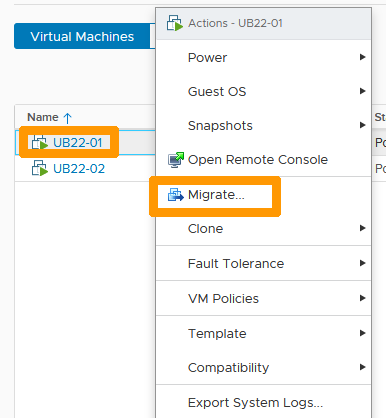 Virtual Machines
Actions - UB22-01
Power
Guest OS
Name
Snapshots
St
UB22-01
Po
Open Remote Console
UB22-02
Po
Migrate...
Clone
Fault Tolerance
VM Policies
Template
Compatibility
Export System Logs...